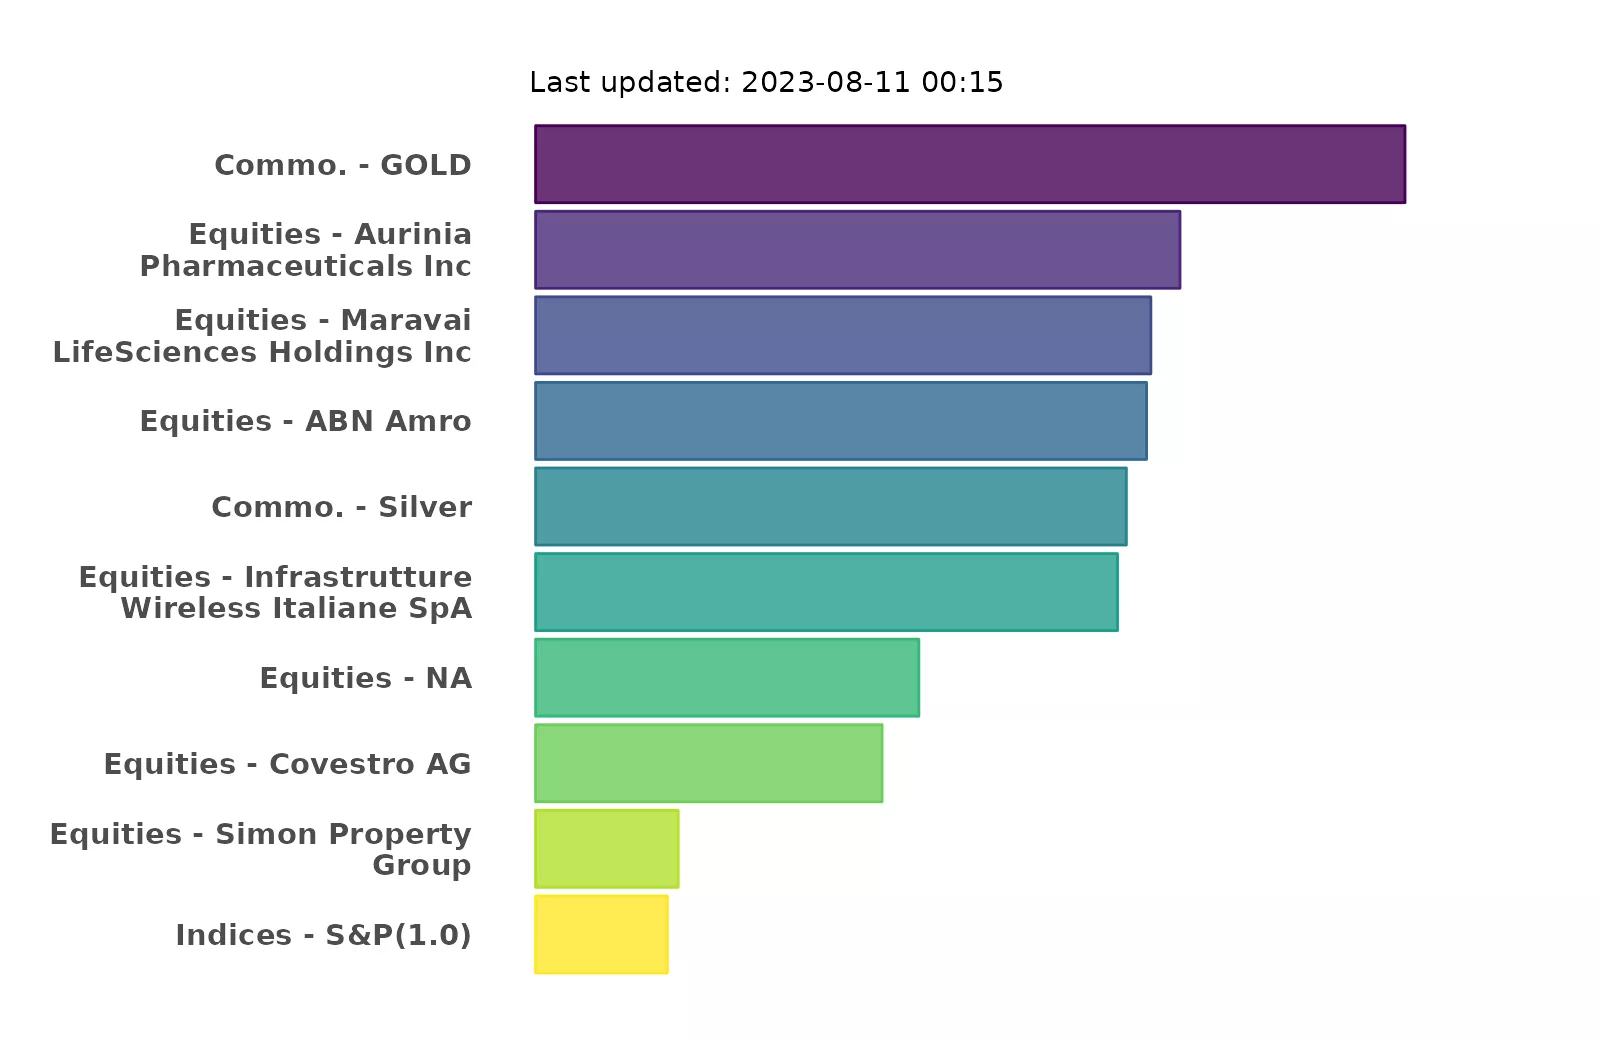 Last updated: 2023-08-11 00:15
Commo. - GOLD
Equities - Aurinia
Pharmaceuticals Inc
Equities - Maravai
LifeSciences Holdings Inc
Equities - ABN Amro
Commo. - Silver
Equities - Infrastrutture
Wireless Italiane SpA
Equities - NA
Equities - Covestro AG
Equities - Simon Property
Group
Indices - S&P(1.0)